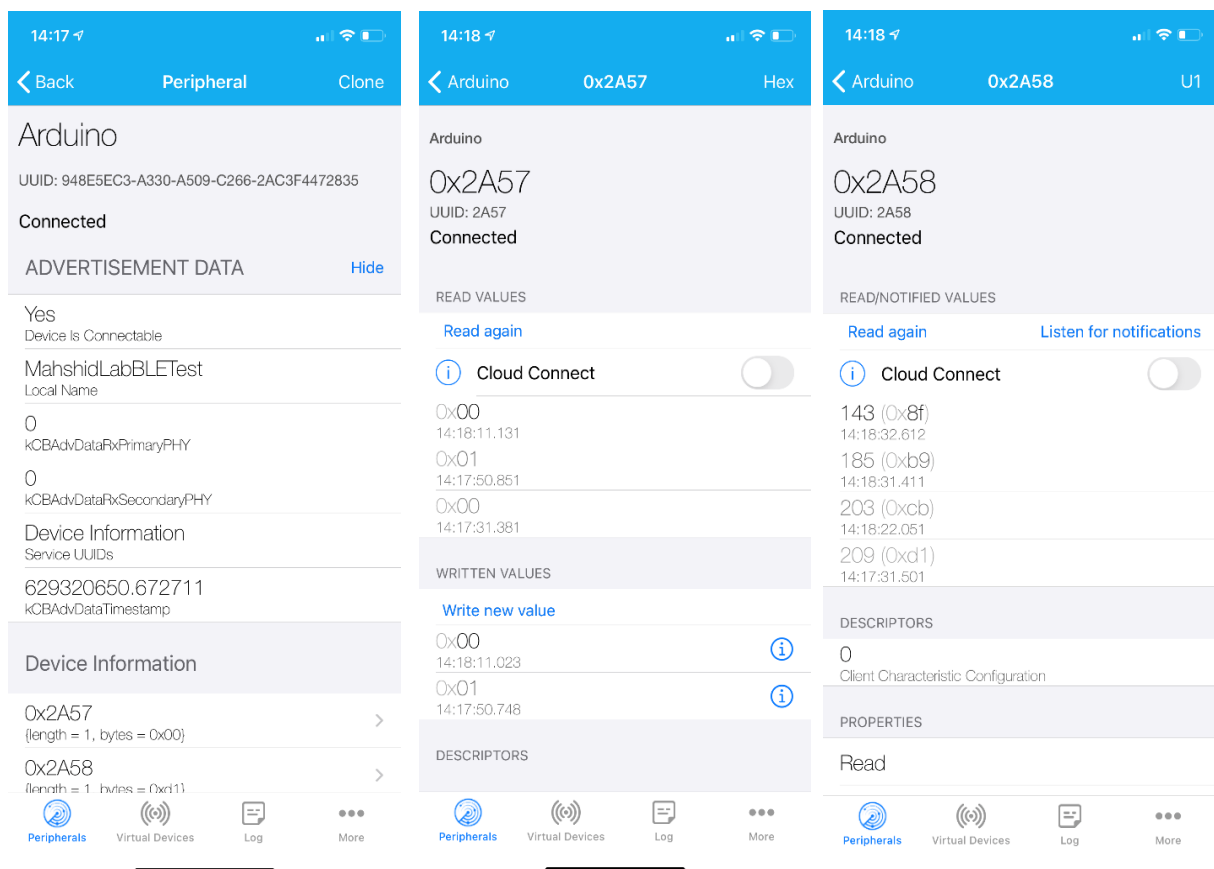 14:17
Back Peripheral Clone
Arduino
UUID: 948E5EC3-A330-A509-C266-2AC3F4472835
Connected
ADVERTISEMENT DATA Hide
Yes
Device Is Connectable
MahshidLabBLETest
Local Name
0
kCBAdvDataRxPrimaryPHY
0
kCBAdvDataRxSecondaryPHY
Device Information
Service UUIDs
629320650.672711
kCBAdvDataTimestamp
Device Information
0x2A57
{length = 1, bytes = 0x00}
0x2A58
{length = 1, bytes = 0xd1}
Peripherals Virtual Devices Log More
14:18
Arduino 0x2A57 Hex
Arduino
0x2A57
UUID: 2A57
Connected
READ VALUES
Read again
Cloud Connect
0x00
14:18:11.131
0x01
14:17:50.851
0x00
14:17:31.381
WRITTEN VALUES
Write new value
0x00
14:18:11.023
0x01
14:17:50.748
DESCRIPTORS
Peripherals Virtual Devices Log More
14:18
Arduino 0x2A58 U1
Arduino
0x2A58
UUID: 2A58
Connected
READ/NOTIFIED VALUES
Read again Listen for notifications
Cloud Connect
143 (0x8f)
14:18:32.612
185 (0xb9)
14:18:31.411
203 (0xcb)
14:18:22.051
209 (0xd1)
14:17:31.501
DESCRIPTORS
0
Client Characteristic Configuration
PROPERTIES
Read
Peripherals Virtual Devices Log More